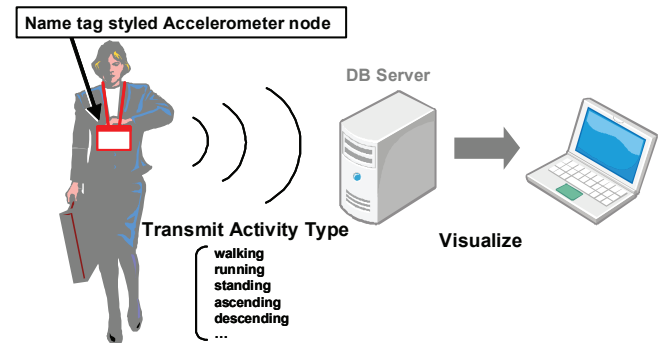 Name tag styled Accelerometer node
DB Server
Transmit Activity Type
walking
running
standing
ascending
descending
...
Visualize